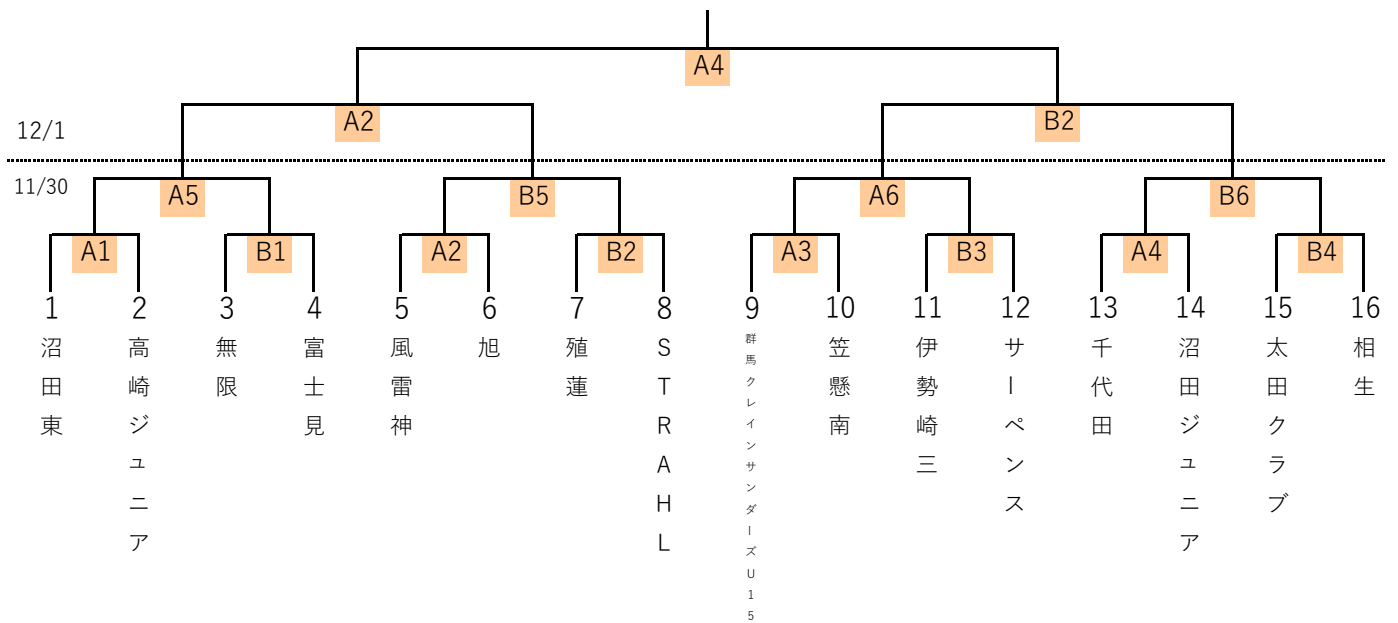 A4
A2
B2
12/1
11/30
A5
B5
A6
B6
A1
B1
A2
B2
A3
B3
A4
B4
1
2
3
4
5
6
7
8
9
10
11
12
13
14
15
16
沼田東
高崎ジュニア
無限
富士見
風雷神
旭
殖蓮
STRAHL
群馬クレインサンダーズU15
笠懸南
伊勢崎三
サーペンス
千代田
沼田ジュニア
太田クラブ
相生